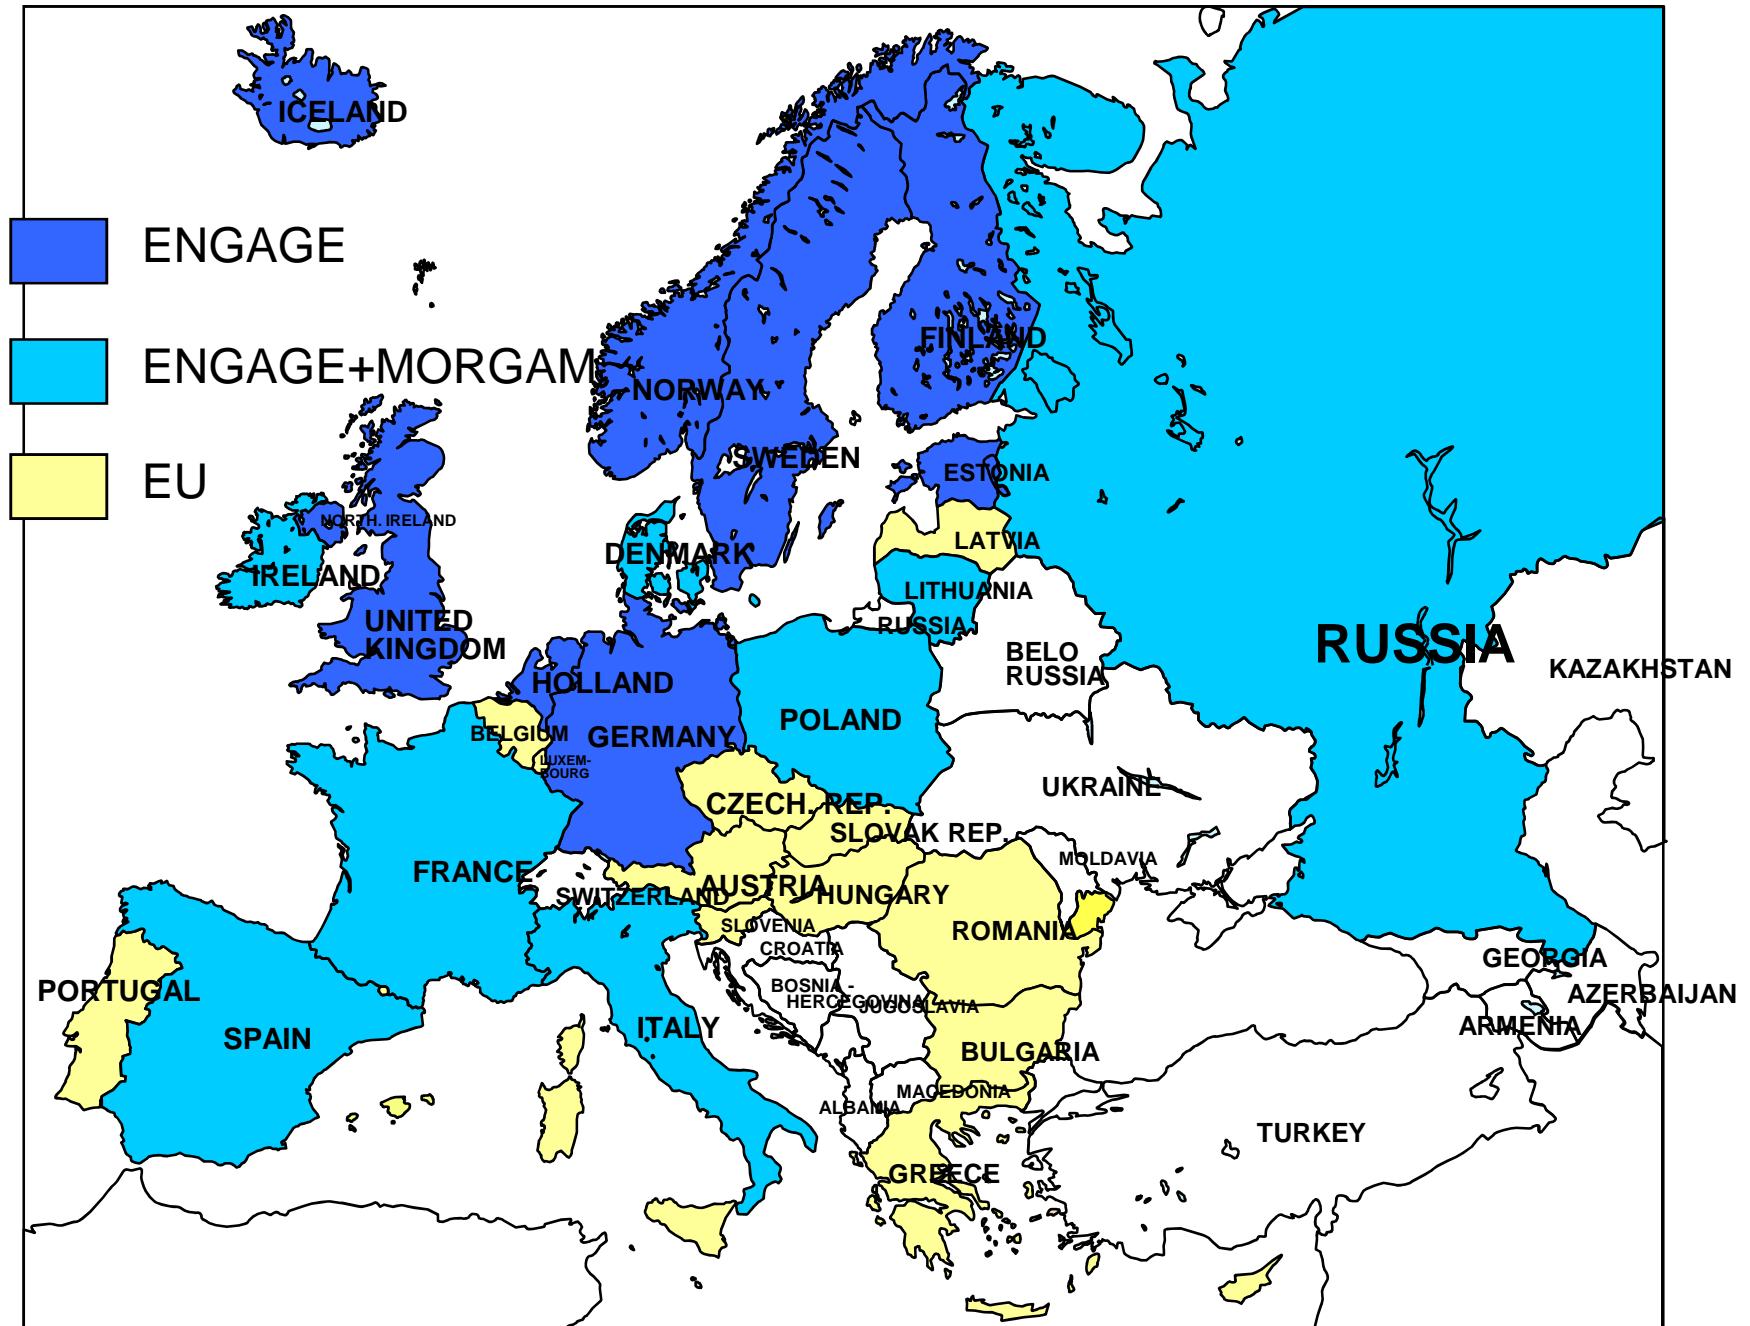 ICELAND
ENGAGE
ENGAGE+MORGAM
EU
FINLAND
NORWAY
SWEDEN
ESTONIA
NORTH. IRELAND
LATVIA
DENMARK
IRELAND
LITHUANIA
UNITED
KINGDOM
RUSSIA
RUSSIA
BELO
RUSSIA
KAZAKHSTAN
HOLLAND
POLAND
BELGIUM
GERMANY
LUXEM-
BOURG
UKRAINE
CZECH. REP.
SLOVAK REP.
MOLDAVIA
FRANCE
SWITZERLAND
AUSTRIA
HUNGARY
SLOVENIA
ROMANIA
CROATIA
GEORGIA
PORTUGAL
BOSNIA -
HERCEGOVINA
JUGOSLAVIA
AZERBAIJAN
ARMENIA
SPAIN
ITALY
BULGARIA
MACEDONIA
ALBANIA
TURKEY
GREECE